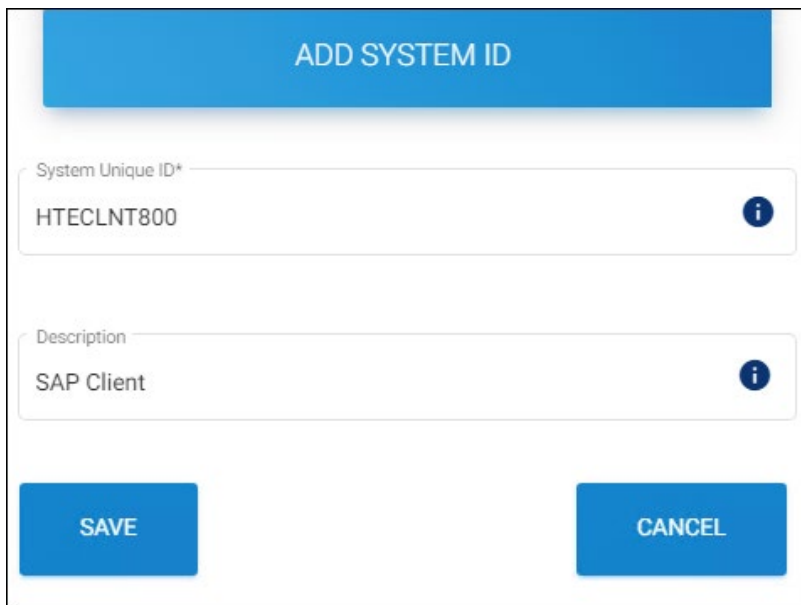 ADD SYSTEM ID
System Unique ID*
HTECLNT800
Description
SAP Client
SAVE
CANCEL